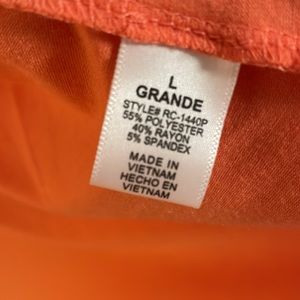 L
GRANDE
STYLE# RC-1440P
55% POLYESTER
40% RAYON
5% SPANDEX
MADE IN
VIETNAM
HECHO EN
VIETNAM